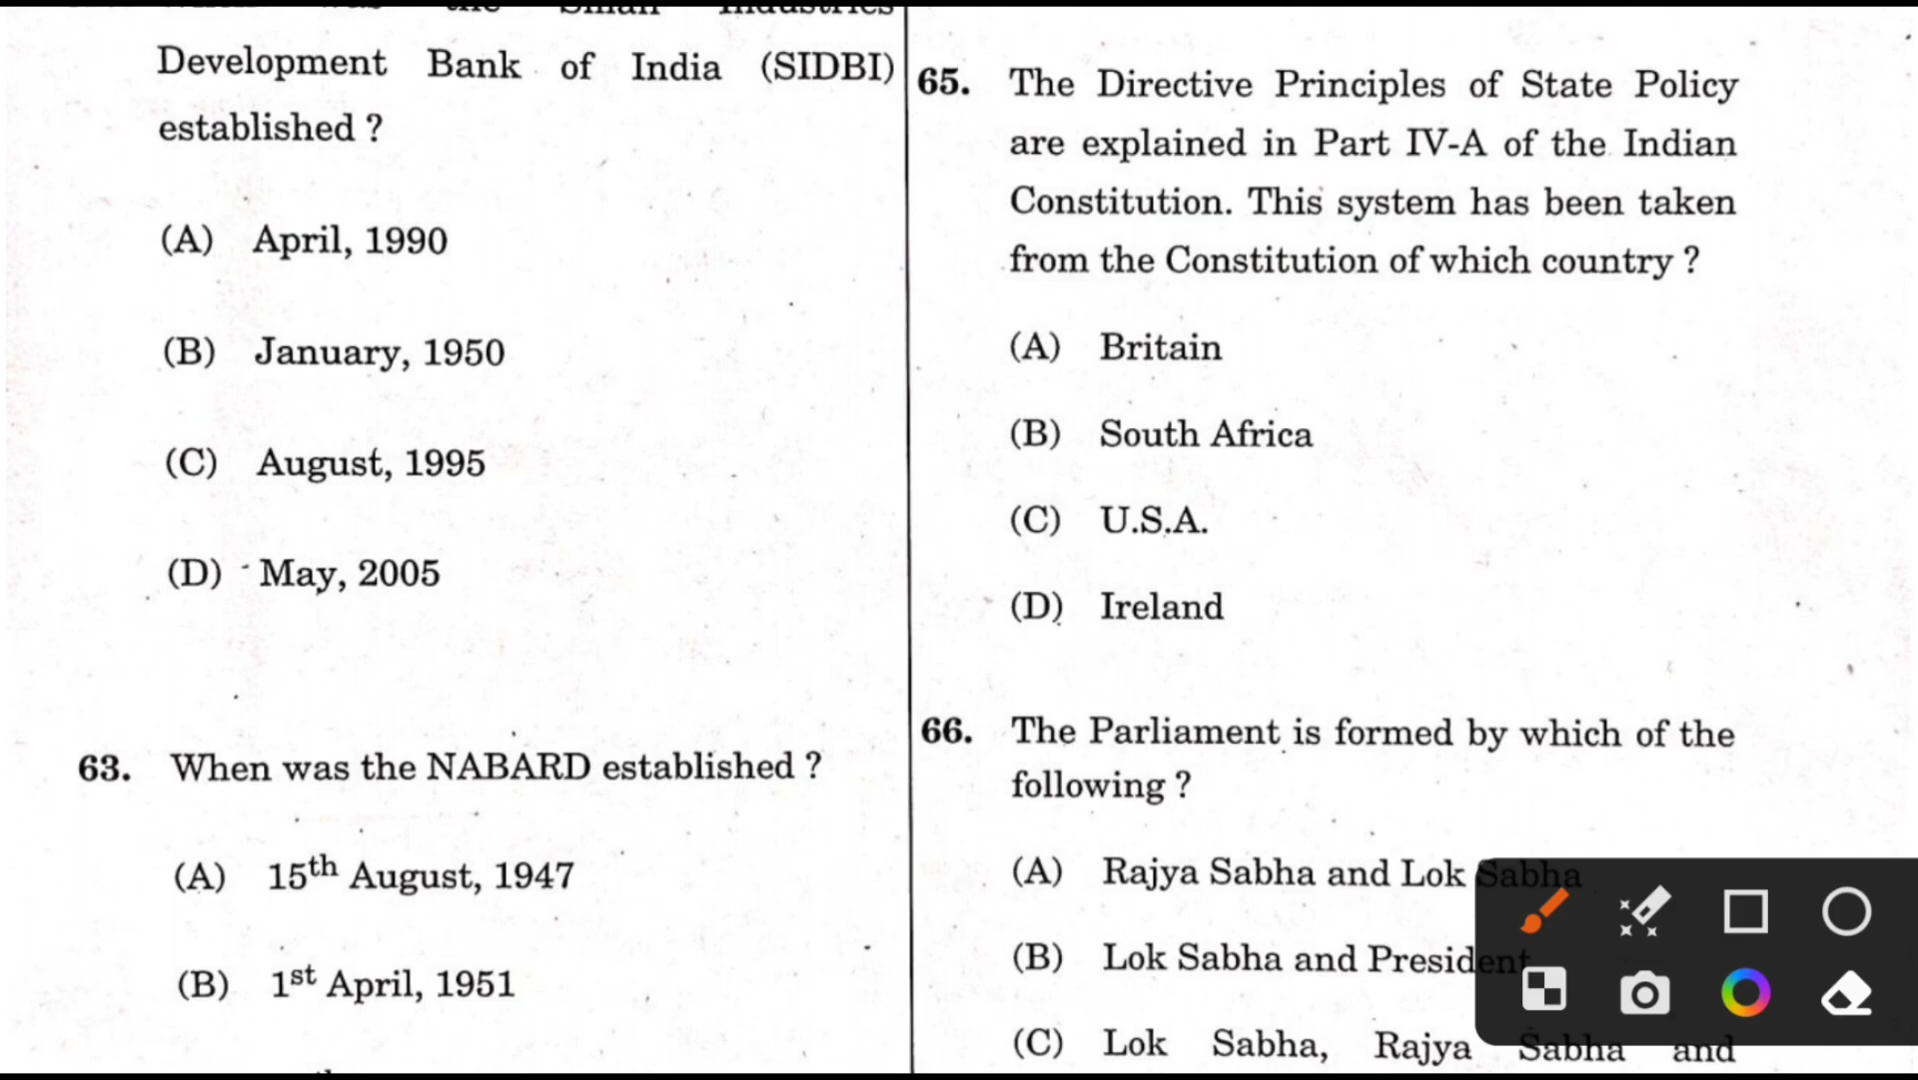 Development Bank of India (SIDBI)
established ?
(A) April, 1990
(B) January, 1950
(C) August, 1995
(D) May, 2005
63. When was the NABARD established ?
(A) 15th August, 1947
(B) 1st April, 1951
65. The Directive Principles of State Policy
are explained in Part IV-A of the Indian
Constitution. This system has been taken
from the Constitution of which country ?
(A) Britain
(B) South Africa
(C) U.S.A.
(D) Ireland
66. The Parliament is formed by which of the
following ?
(A) Rajya Sabha and Lok Sabha
(B) Lok Sabha and President
(C) Lok Sabha, Rajya Sabha and